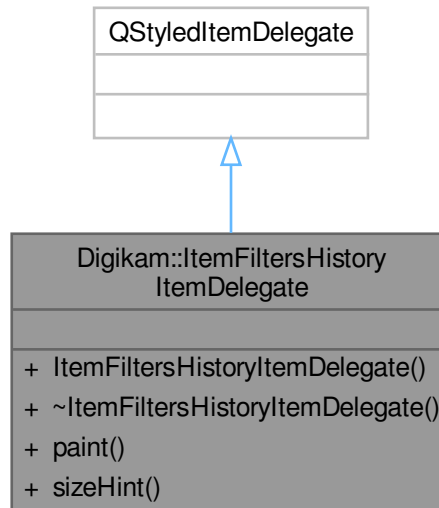 QStyledItemDelegate
Digikam::ItemFiltersHistory
ItemDelegate
+ ItemFiltersHistoryItemDelegate()
+ ~ItemFiltersHistoryItemDelegate()
+ paint()
+ sizeHint()